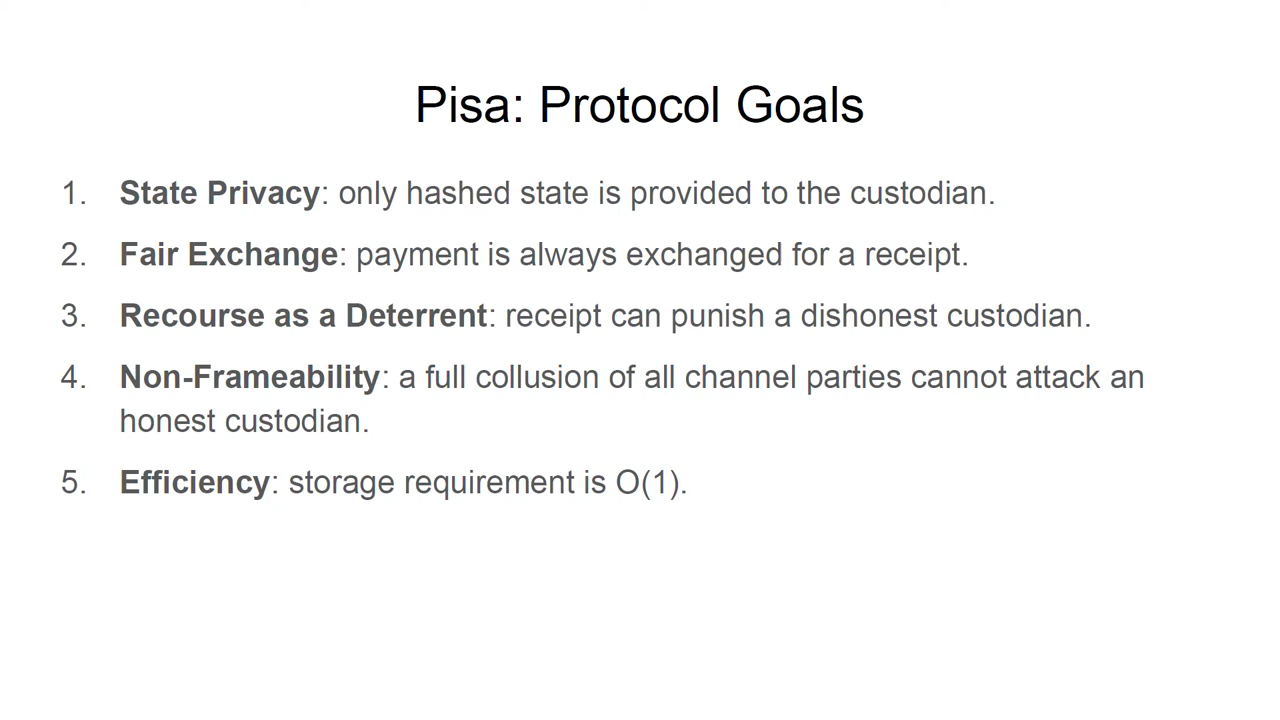 Pisa: Protocol Goals
1. State Privacy: only hashed state is provided to the custodian.
2. Fair Exchange: payment is always exchanged for a receipt.
3. Recourse as a Deterrent: receipt can punish a dishonest custodian.
4. Non-Frameability: a full collusion of all channel parties cannot attack an
honest custodian.
5. Efficiency: storage requirement is O(1).